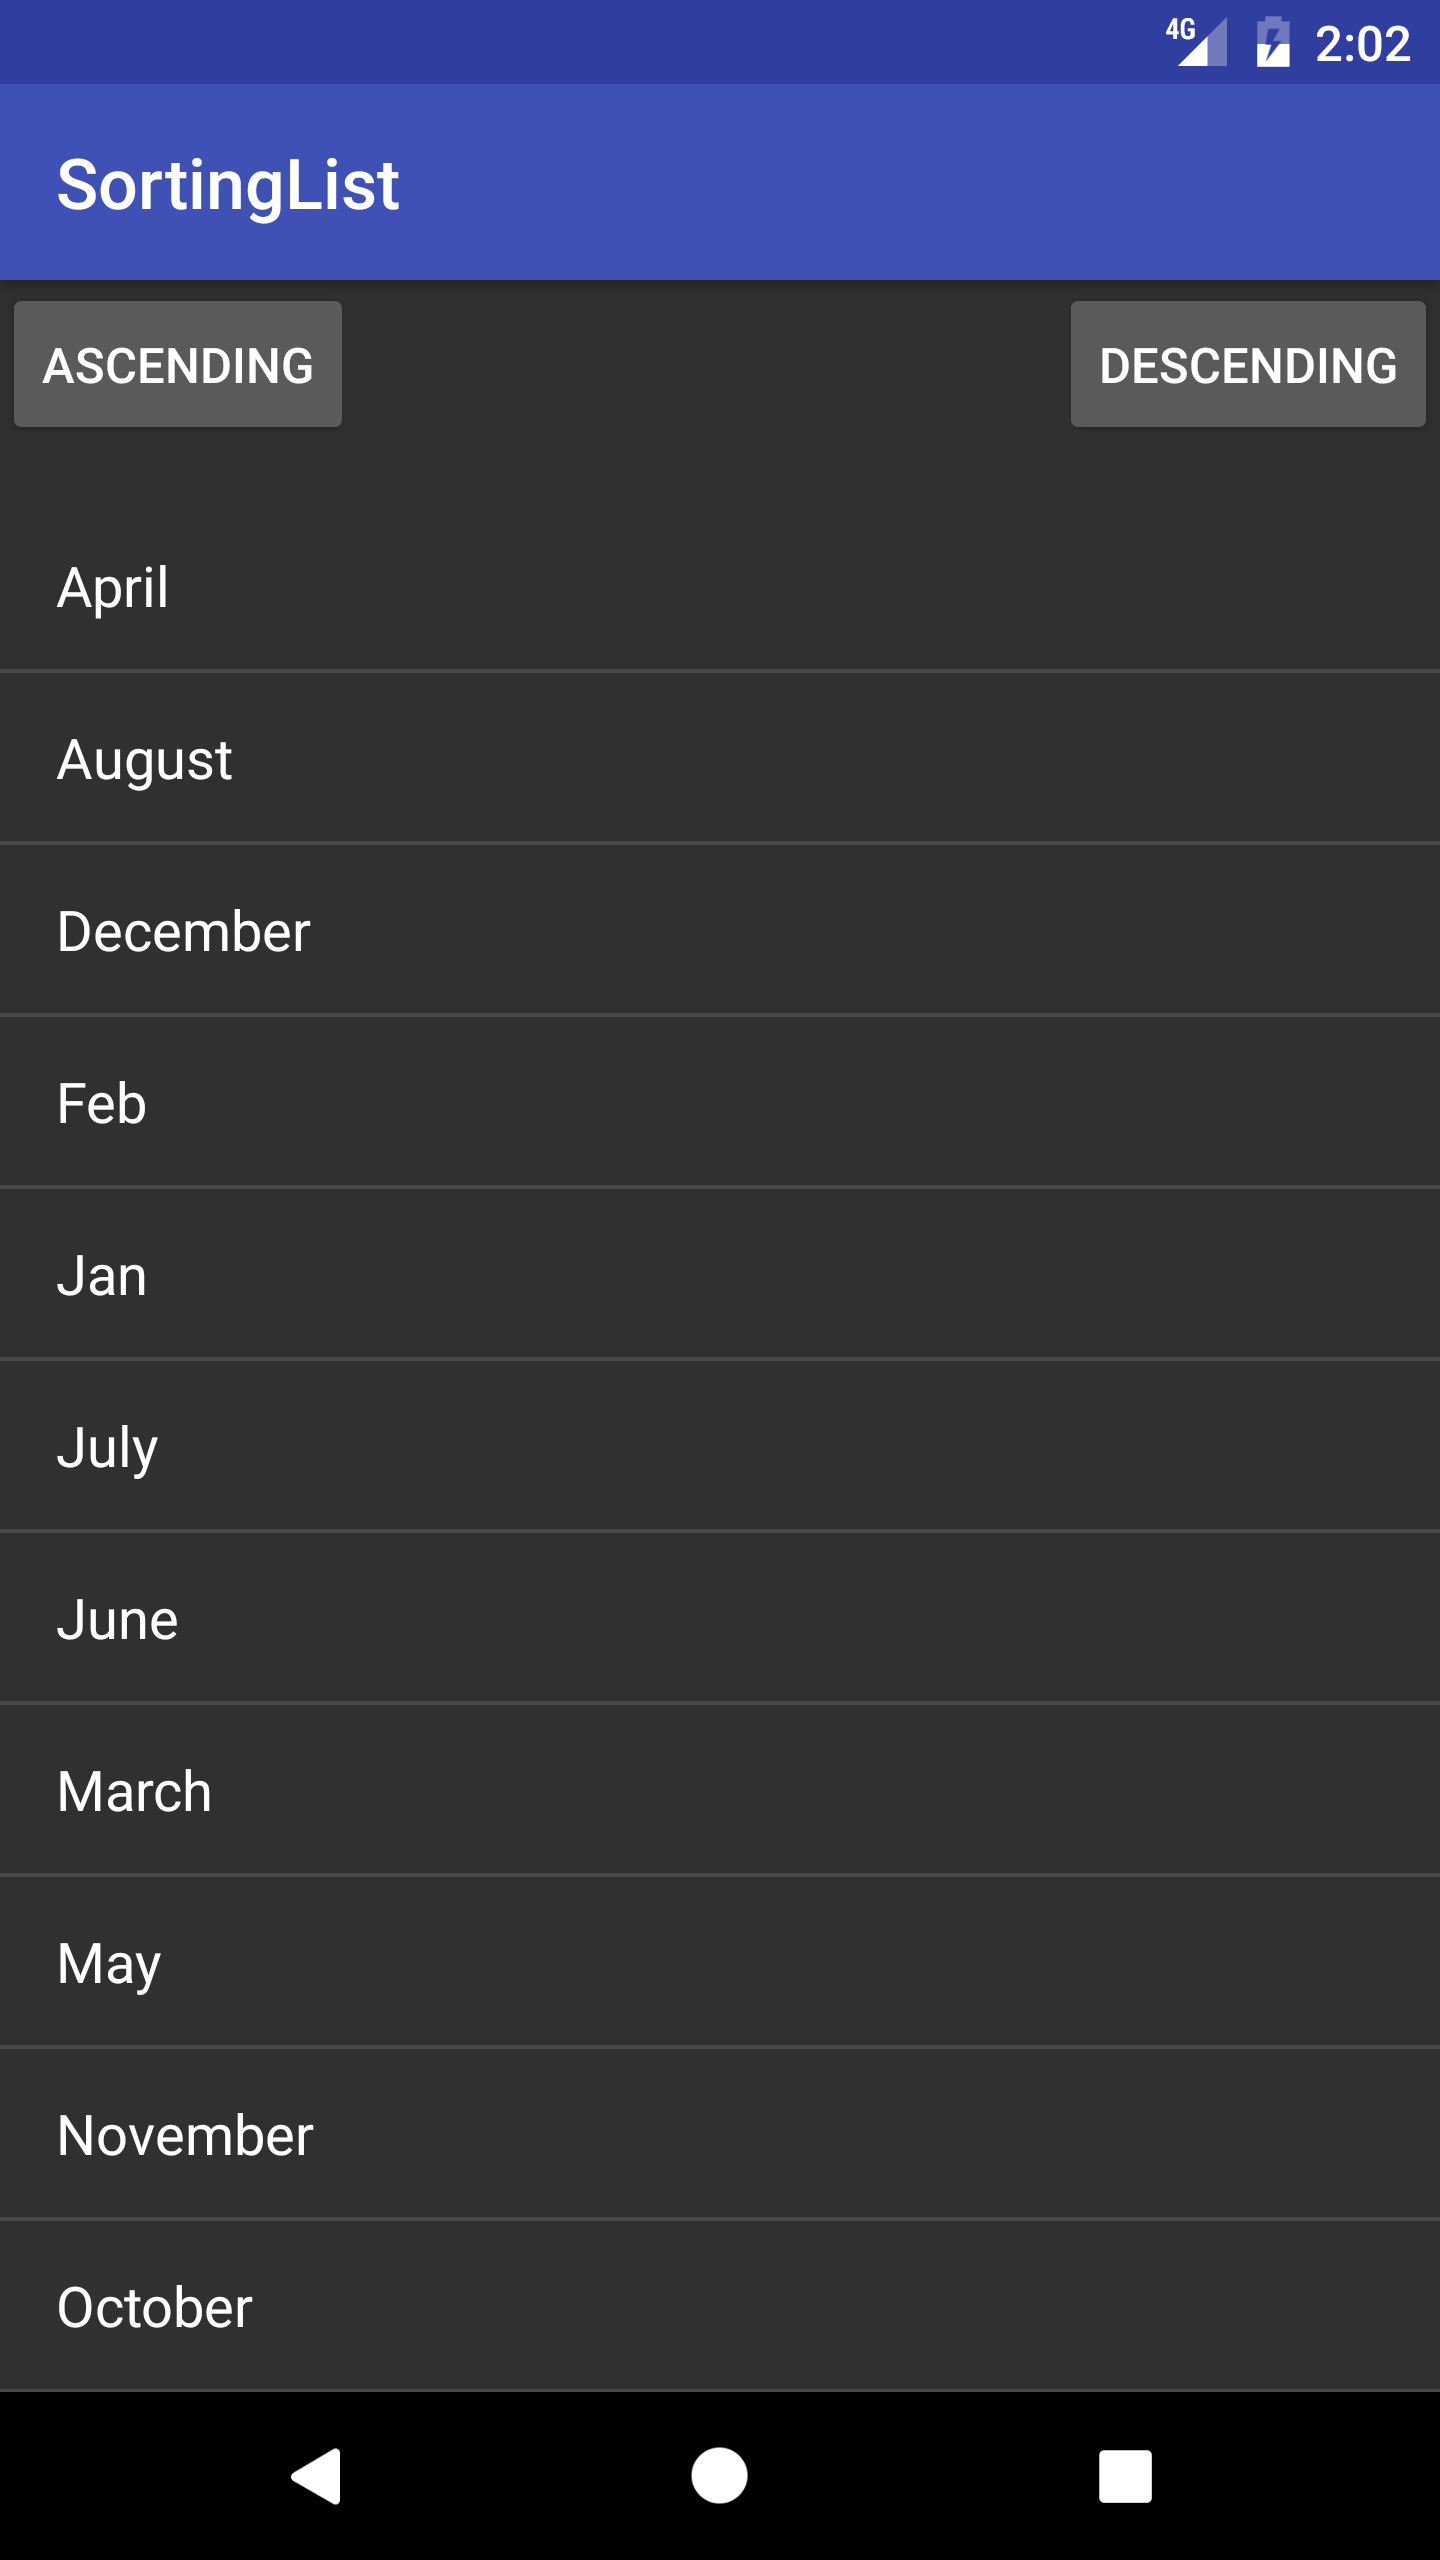 4G 2:02
SortingList
ASCENDING DESCENDING
April
August
December
Feb
Jan
July
June
March
May
November
October